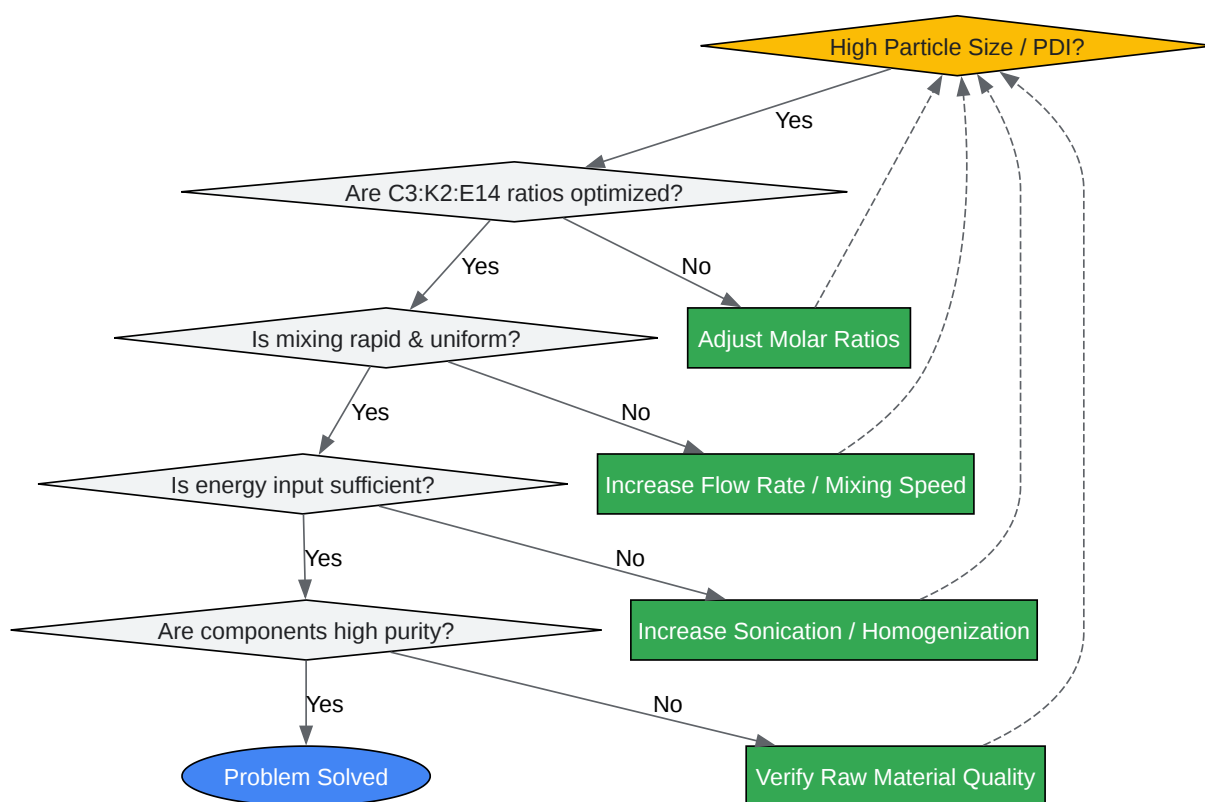 High Particle Size / PDI?
Yes
Are C3:K2:E14 ratios optimized?
Yes
No
Is mixing rapid & uniform?
Adjust Molar Ratios
Yes
No
Is energy input sufficient?
Increase Flow Rate / Mixing Speed
Yes
No
Are components high purity?
Increase Sonication / Homogenization
Yes
No
Problem Solved
Verify Raw Material Quality